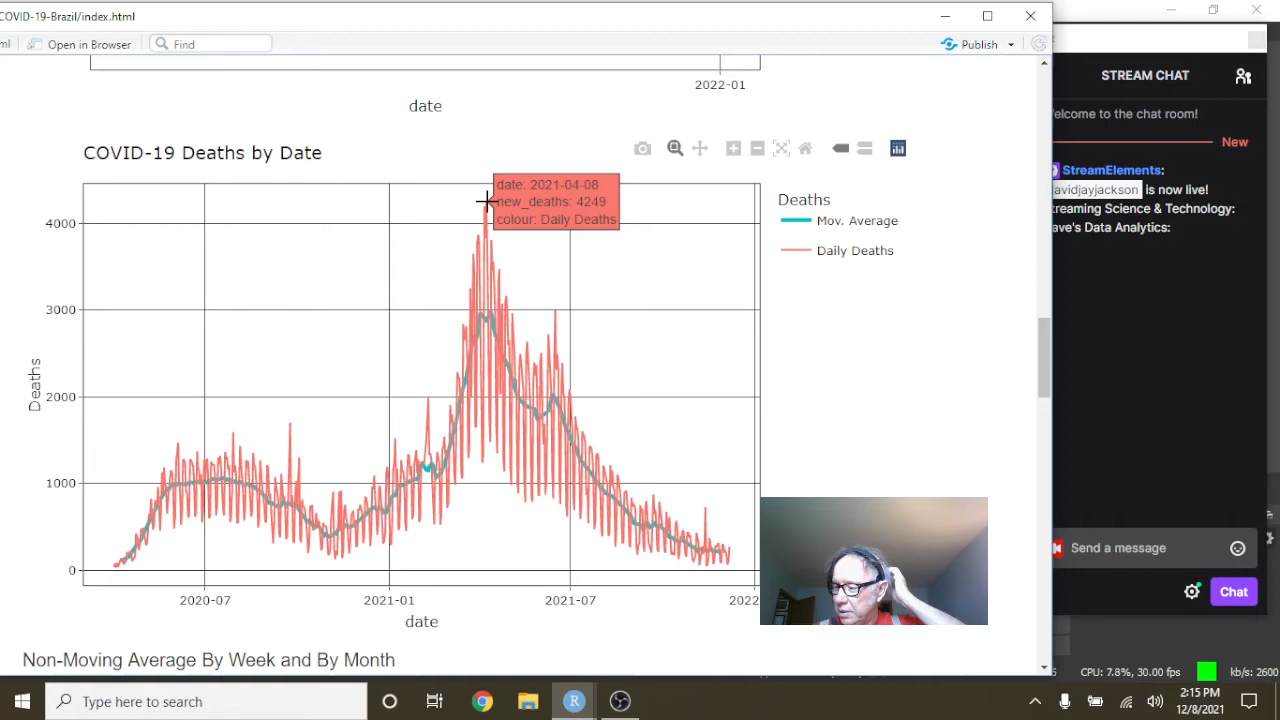 COVID-19-Brazil/index.html
ml
Open in Browser
Find
Publish
2022-01
date
COVID-19 Deaths by Date
date: 2021-04-08
new_deaths: 4249
colour: Daily Deaths
Deaths
Mov. Average
Daily Deaths
4000
3000
2000
1000
0
Deaths
2020-07
2021-01
2021-07
2022
date
Non-Moving Average By Week and By Month
STREAM CHAT
elcome to the chat room!
New
StreamElements:
avidjayjackson is now live!
treaming Science & Technology:
ave's Data Analytics:
Send a message
Chat
6 CPU: 7.8%, 30.00 fps kb/s: 2600
Type here to search
R
2:15 PM
12/8/2021